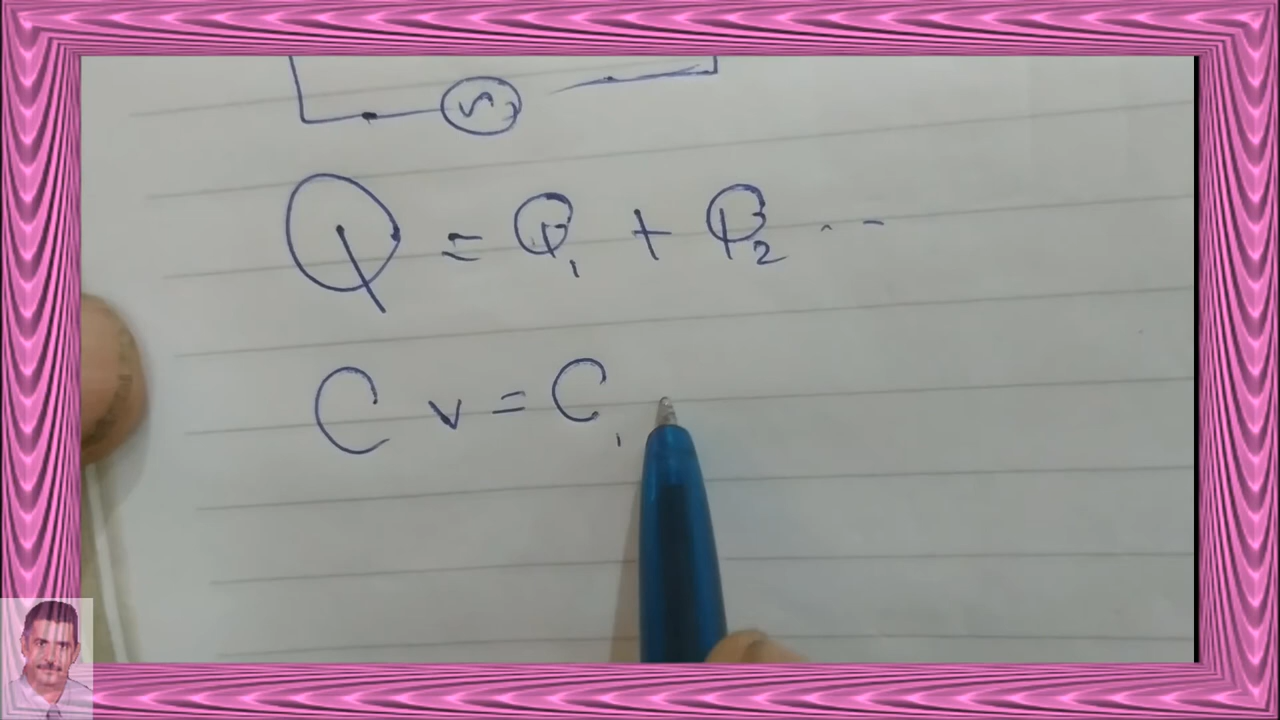 Q = Q₁ + Q₂ . . -
C v = C₁